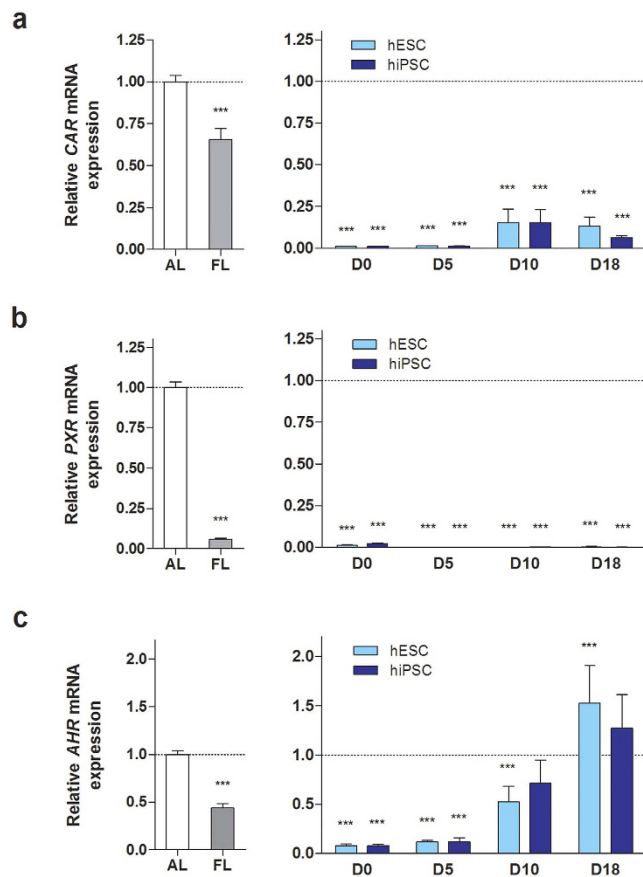 a
Relative CAR mRNA
expression
1.25
1.00
0.75
0.50
0.25
0.00
***
AL
FL
1.25
1.00
0.75
0.50
0.25
0.00
hESC
hiPSC
*** *** *** *** *** *** *** ***
D0
D5
D10
D18
b
Relative PXR mRNA
expression
1.25
1.00
0.75
0.50
0.25
0.00
***
AL
FL
1.25
1.00
0.75
0.50
0.25
0.00
hESC
hiPSC
*** *** *** *** *** *** *** ***
D0
D5
D10
D18
c
Relative AHR mRNA
expression
2.0
1.5
1.0
0.5
0.0
***
AL
FL
2.0
1.5
1.0
0.5
0.0
hESC
hiPSC
*** *** *** *** *** ***
D0
D5
D10
D18